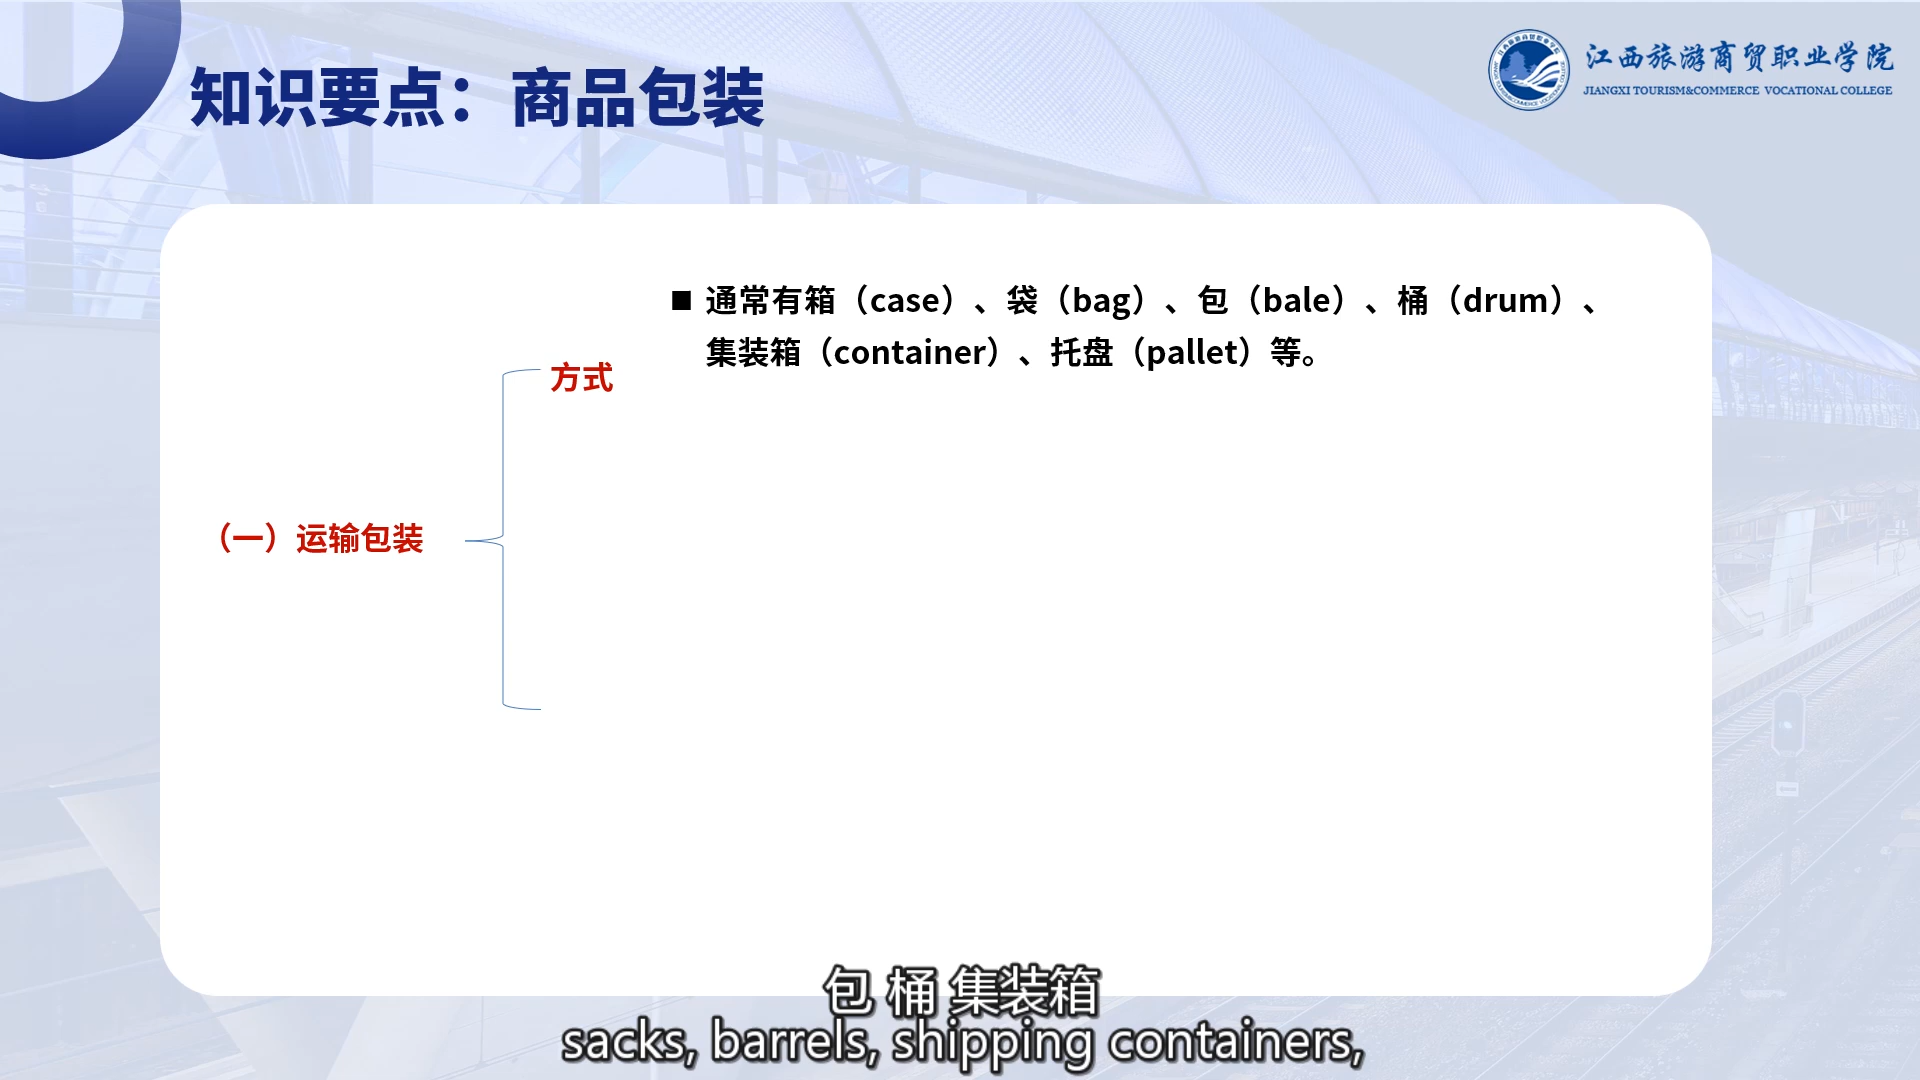 知识要点：商品包装
江西旅游商贸职业学院
JIANGXI TOURISM&COMMERCE VOCATIONAL COLLEGE
■ 通常有箱（case）、袋（bag）、包（bale）、桶（drum）、
集装箱（container）、托盘（pallet）等。
方式
（一）运输包装
包 桶 集装箱
sacks, barrels, shipping containers,